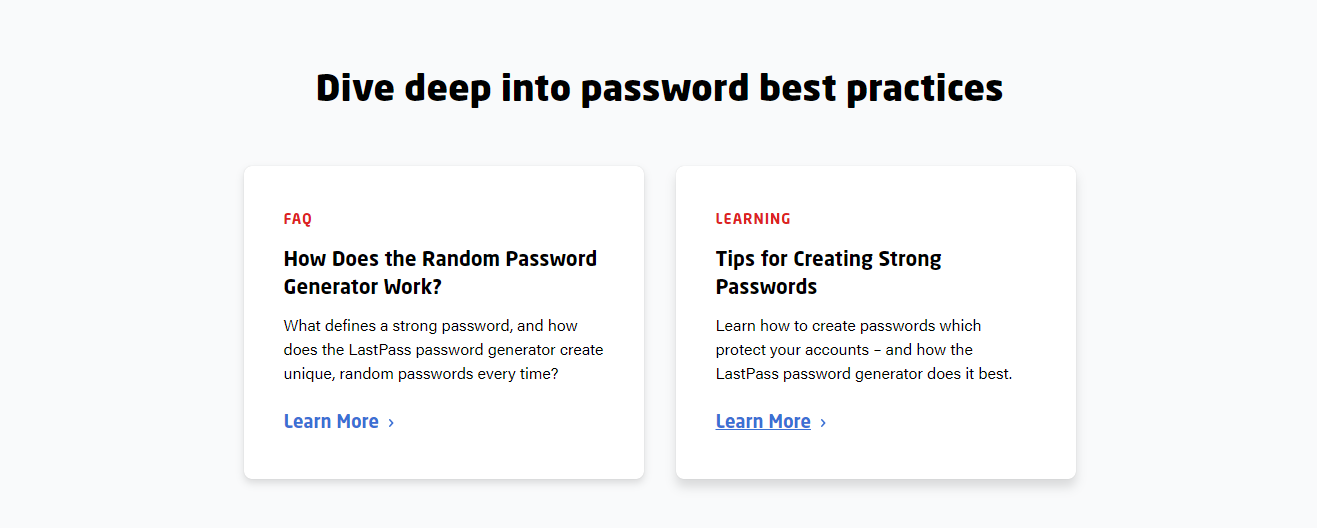 Dive deep into password best practices
FAQ
How Does the Random Password
Generator Work?
What defines a strong password, and how
does the LastPass password generator create
unique, random passwords every time?
Learn More ›
LEARNING
Tips for Creating Strong
Passwords
Learn how to create passwords which
protect your accounts – and how the
LastPass password generator does it best.
Learn More ›